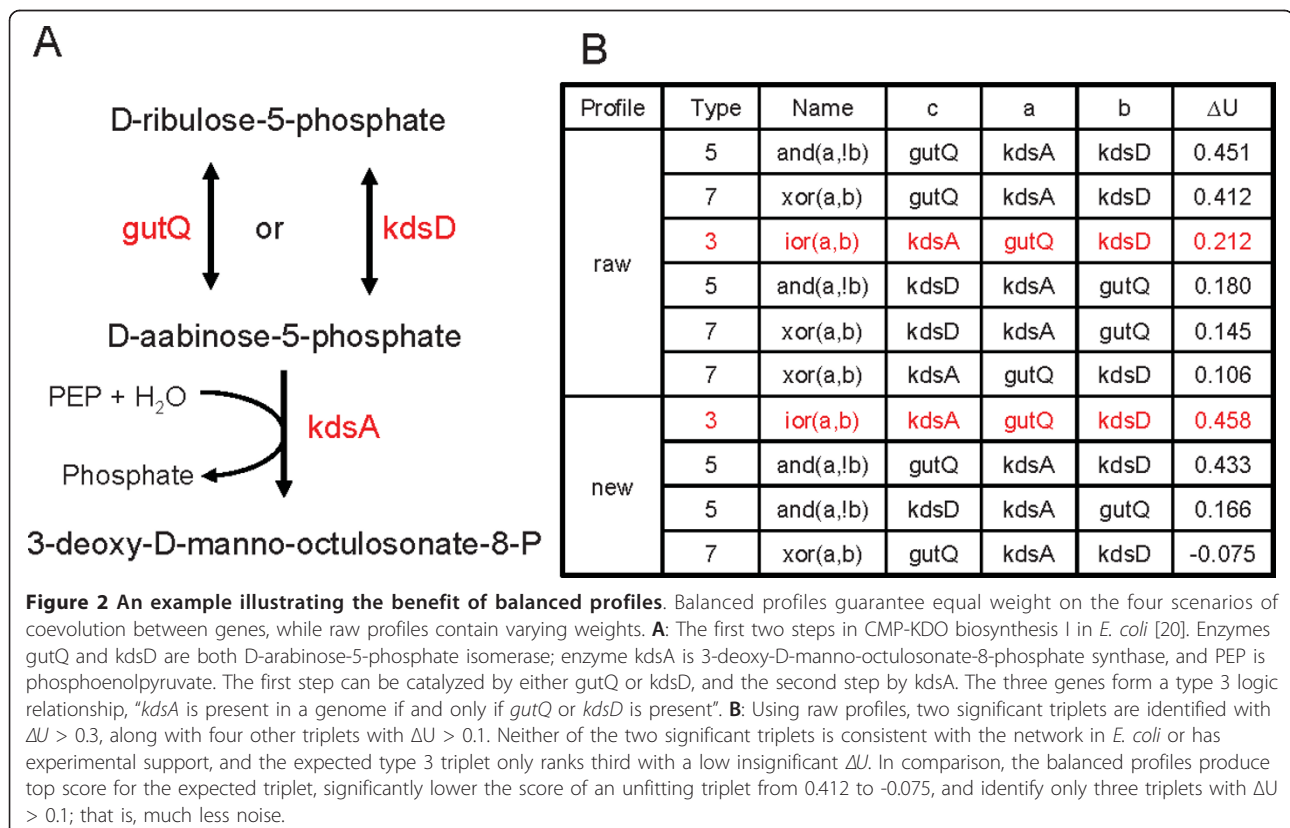 A
D-ribulose-5-phosphate
gutQ or kdsD
D-aabinose-5-phosphate
PEP + H₂O
kdsA
Phosphate
3-deoxy-D-manno-octulosonate-8-P
B
Profile Type Name c a b ΔU
raw
5 and(a,!b) gutQ kdsA kdsD 0.451
7 xor(a,b) gutQ kdsA kdsD 0.412
3 ior(a,b) kdsA gutQ kdsD 0.212
5 and(a,!b) kdsD kdsA gutQ 0.180
7 xor(a,b) kdsD kdsA gutQ 0.145
7 xor(a,b) kdsA gutQ kdsD 0.106
new
3 ior(a,b) kdsA gutQ kdsD 0.458
5 and(a,!b) gutQ kdsA kdsD 0.433
5 and(a,!b) kdsD kdsA gutQ 0.166
7 xor(a,b) gutQ kdsA kdsD -0.075
Figure 2 An example illustrating the benefit of balanced profiles. Balanced profiles guarantee equal weight on the four scenarios of
coevolution between genes, while raw profiles contain varying weights. A: The first two steps in CMP-KDO biosynthesis I in E. coli [20]. Enzymes
gutQ and kdsD are both D-arabinose-5-phosphate isomerase; enzyme kdsA is 3-deoxy-D-manno-octulosonate-8-phosphate synthase, and PEP is
phosphoenolpyruvate. The first step can be catalyzed by either gutQ or kdsD, and the second step by kdsA. The three genes form a type 3 logic
relationship, “kdsA is present in a genome if and only if gutQ or kdsD is present”. B: Using raw profiles, two significant triplets are identified with
ΔU > 0.3, along with four other triplets with ΔU > 0.1. Neither of the two significant triplets is consistent with the network in E. coli or has
experimental support, and the expected type 3 triplet only ranks third with a low insignificant ΔU. In comparison, the balanced profiles produce
top score for the expected triplet, significantly lower the score of an unfitting triplet from 0.412 to -0.075, and identify only three triplets with ΔU
> 0.1; that is, much less noise.